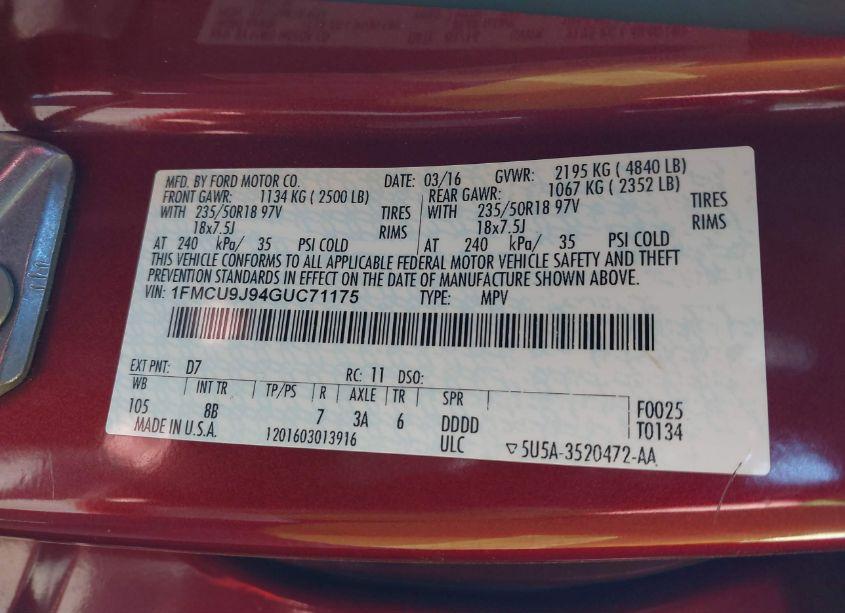 MFD. BY FORD MOTOR CO. DATE: 03/16 GVWR: 2195 KG ( 4840 LB)
FRONT GAWR: 1134 KG ( 2500 LB) REAR GAWR: 1067 KG ( 2352 LB)
WITH 235/50R18 97V TIRES WITH 235/50R18 97V TIRES
18x7.5J RIMS 18x7.5J RIMS
AT 240 kPa/ 35 PSI COLD AT 240 kPa/ 35 PSI COLD
THIS VEHICLE CONFORMS TO ALL APPLICABLE FEDERAL MOTOR VEHICLE SAFETY AND THEFT
PREVENTION STANDARDS IN EFFECT ON THE DATE OF MANUFACTURE SHOWN ABOVE.
VIN: 1FMCU9J94GUC71175 TYPE: MPV
EXT PNT: D7 RC: 11 DSO:
WB INT TR TP/PS R AXLE TR SPR
105 8B 7 3A 6 DDDD F0025
MADE IN U.S.A. 1201603013916 ULC T0134
▽5U5A-3520472-AA